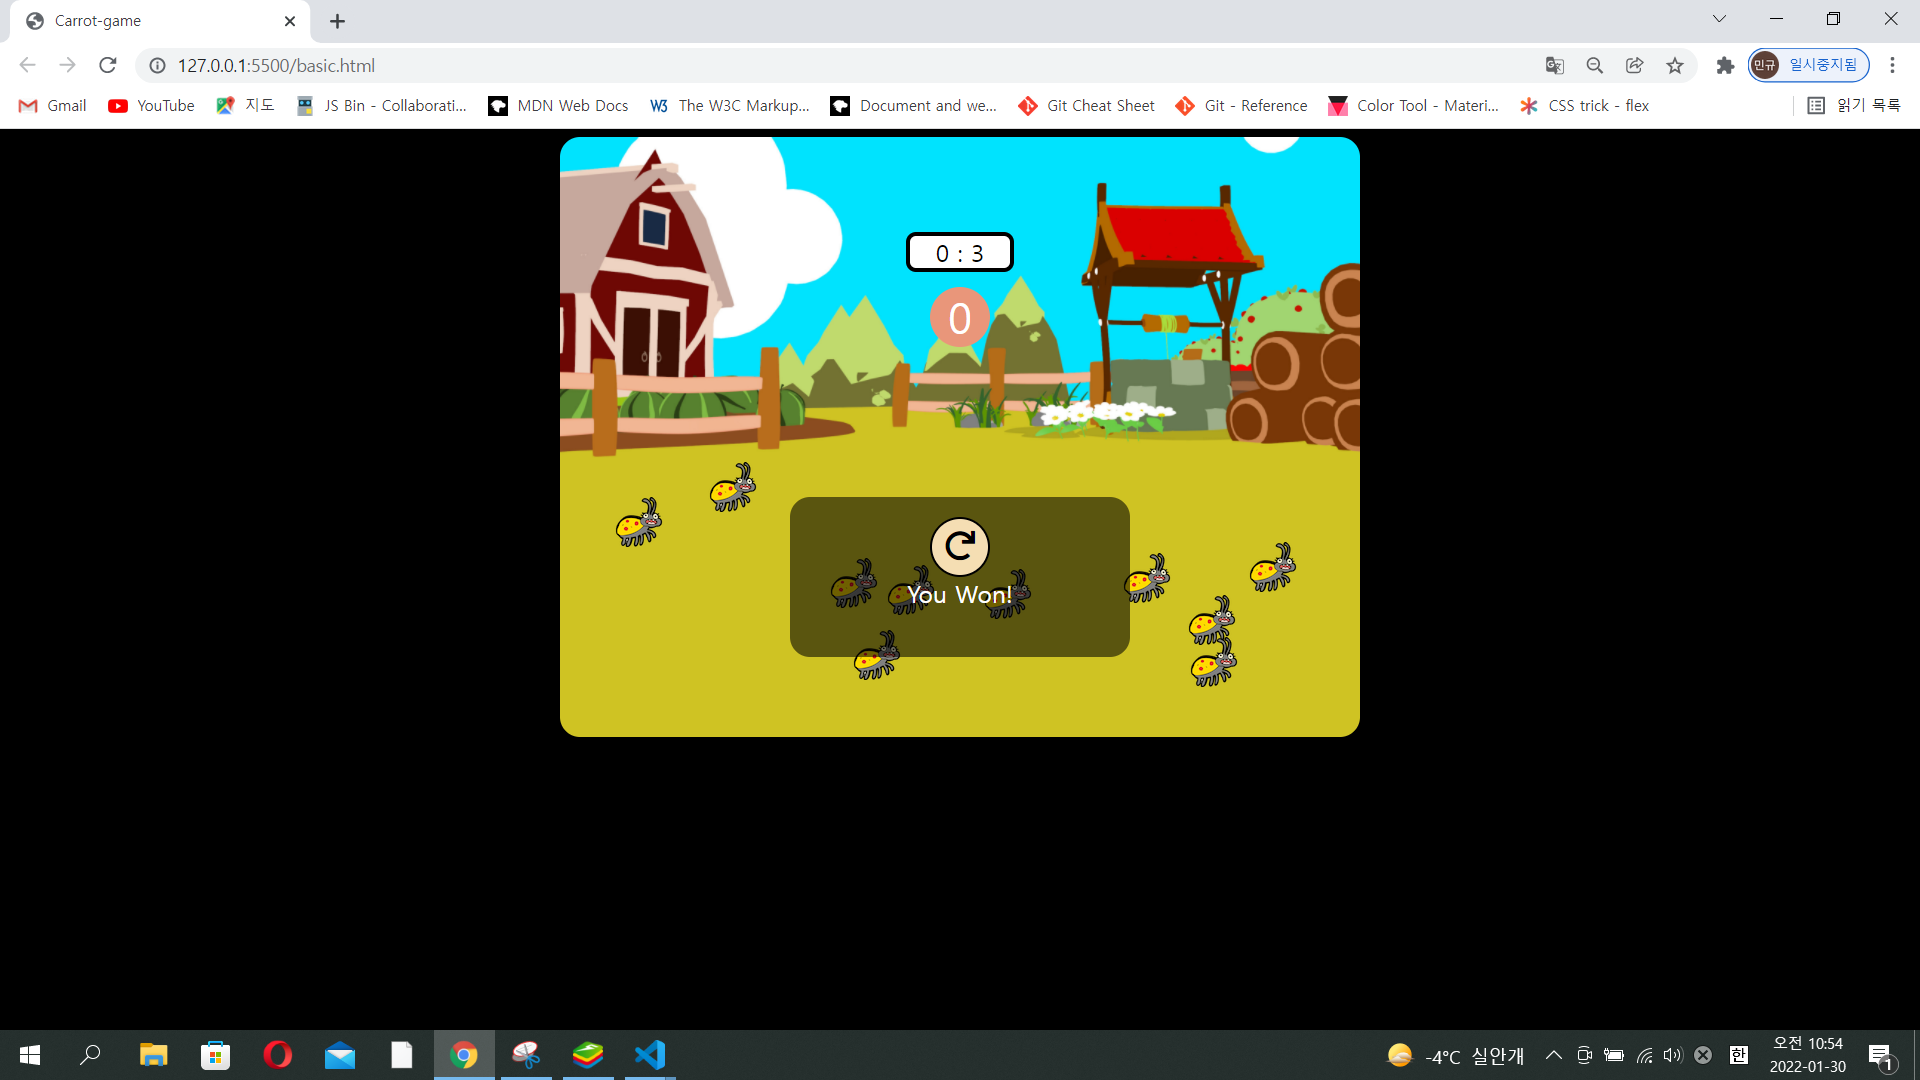 Carrot-game
127.0.0.1:5500/basic.html
민규 일시중지됨
Gmail YouTube 지도 JS Bin - Collaborati... MDN Web Docs The W3C Markup... Document and we... Git Cheat Sheet Git - Reference Color Tool - Materi... CSS trick - flex 읽기 목록
0 : 3
0
You Won!
-4°C 실안개 한 오전 10:54
2022-01-30 1